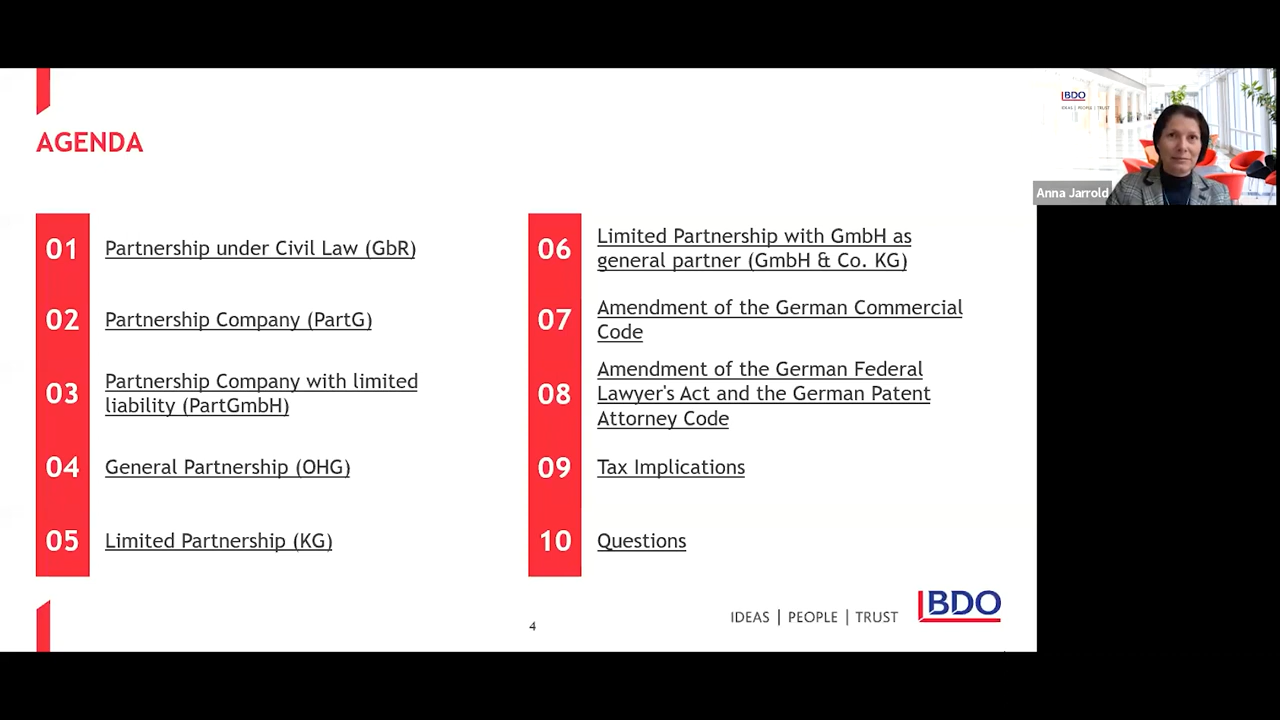 AGENDA
01
Partnership under Civil Law (GbR)
02
Partnership Company (PartG)
03
Partnership Company with limited
liability (PartGmbH)
04
General Partnership (OHG)
05
Limited Partnership (KG)
06
Limited Partnership with GmbH as
general partner (GmbH & Co. KG)
07
Amendment of the German Commercial
Code
08
Amendment of the German Federal
Lawyer's Act and the German Patent
Attorney Code
09
Tax Implications
10
Questions
4
IDEAS | PEOPLE | TRUST
BDO
BDO
IDEAS | PEOPLE | TRUST
Anna Jarrold